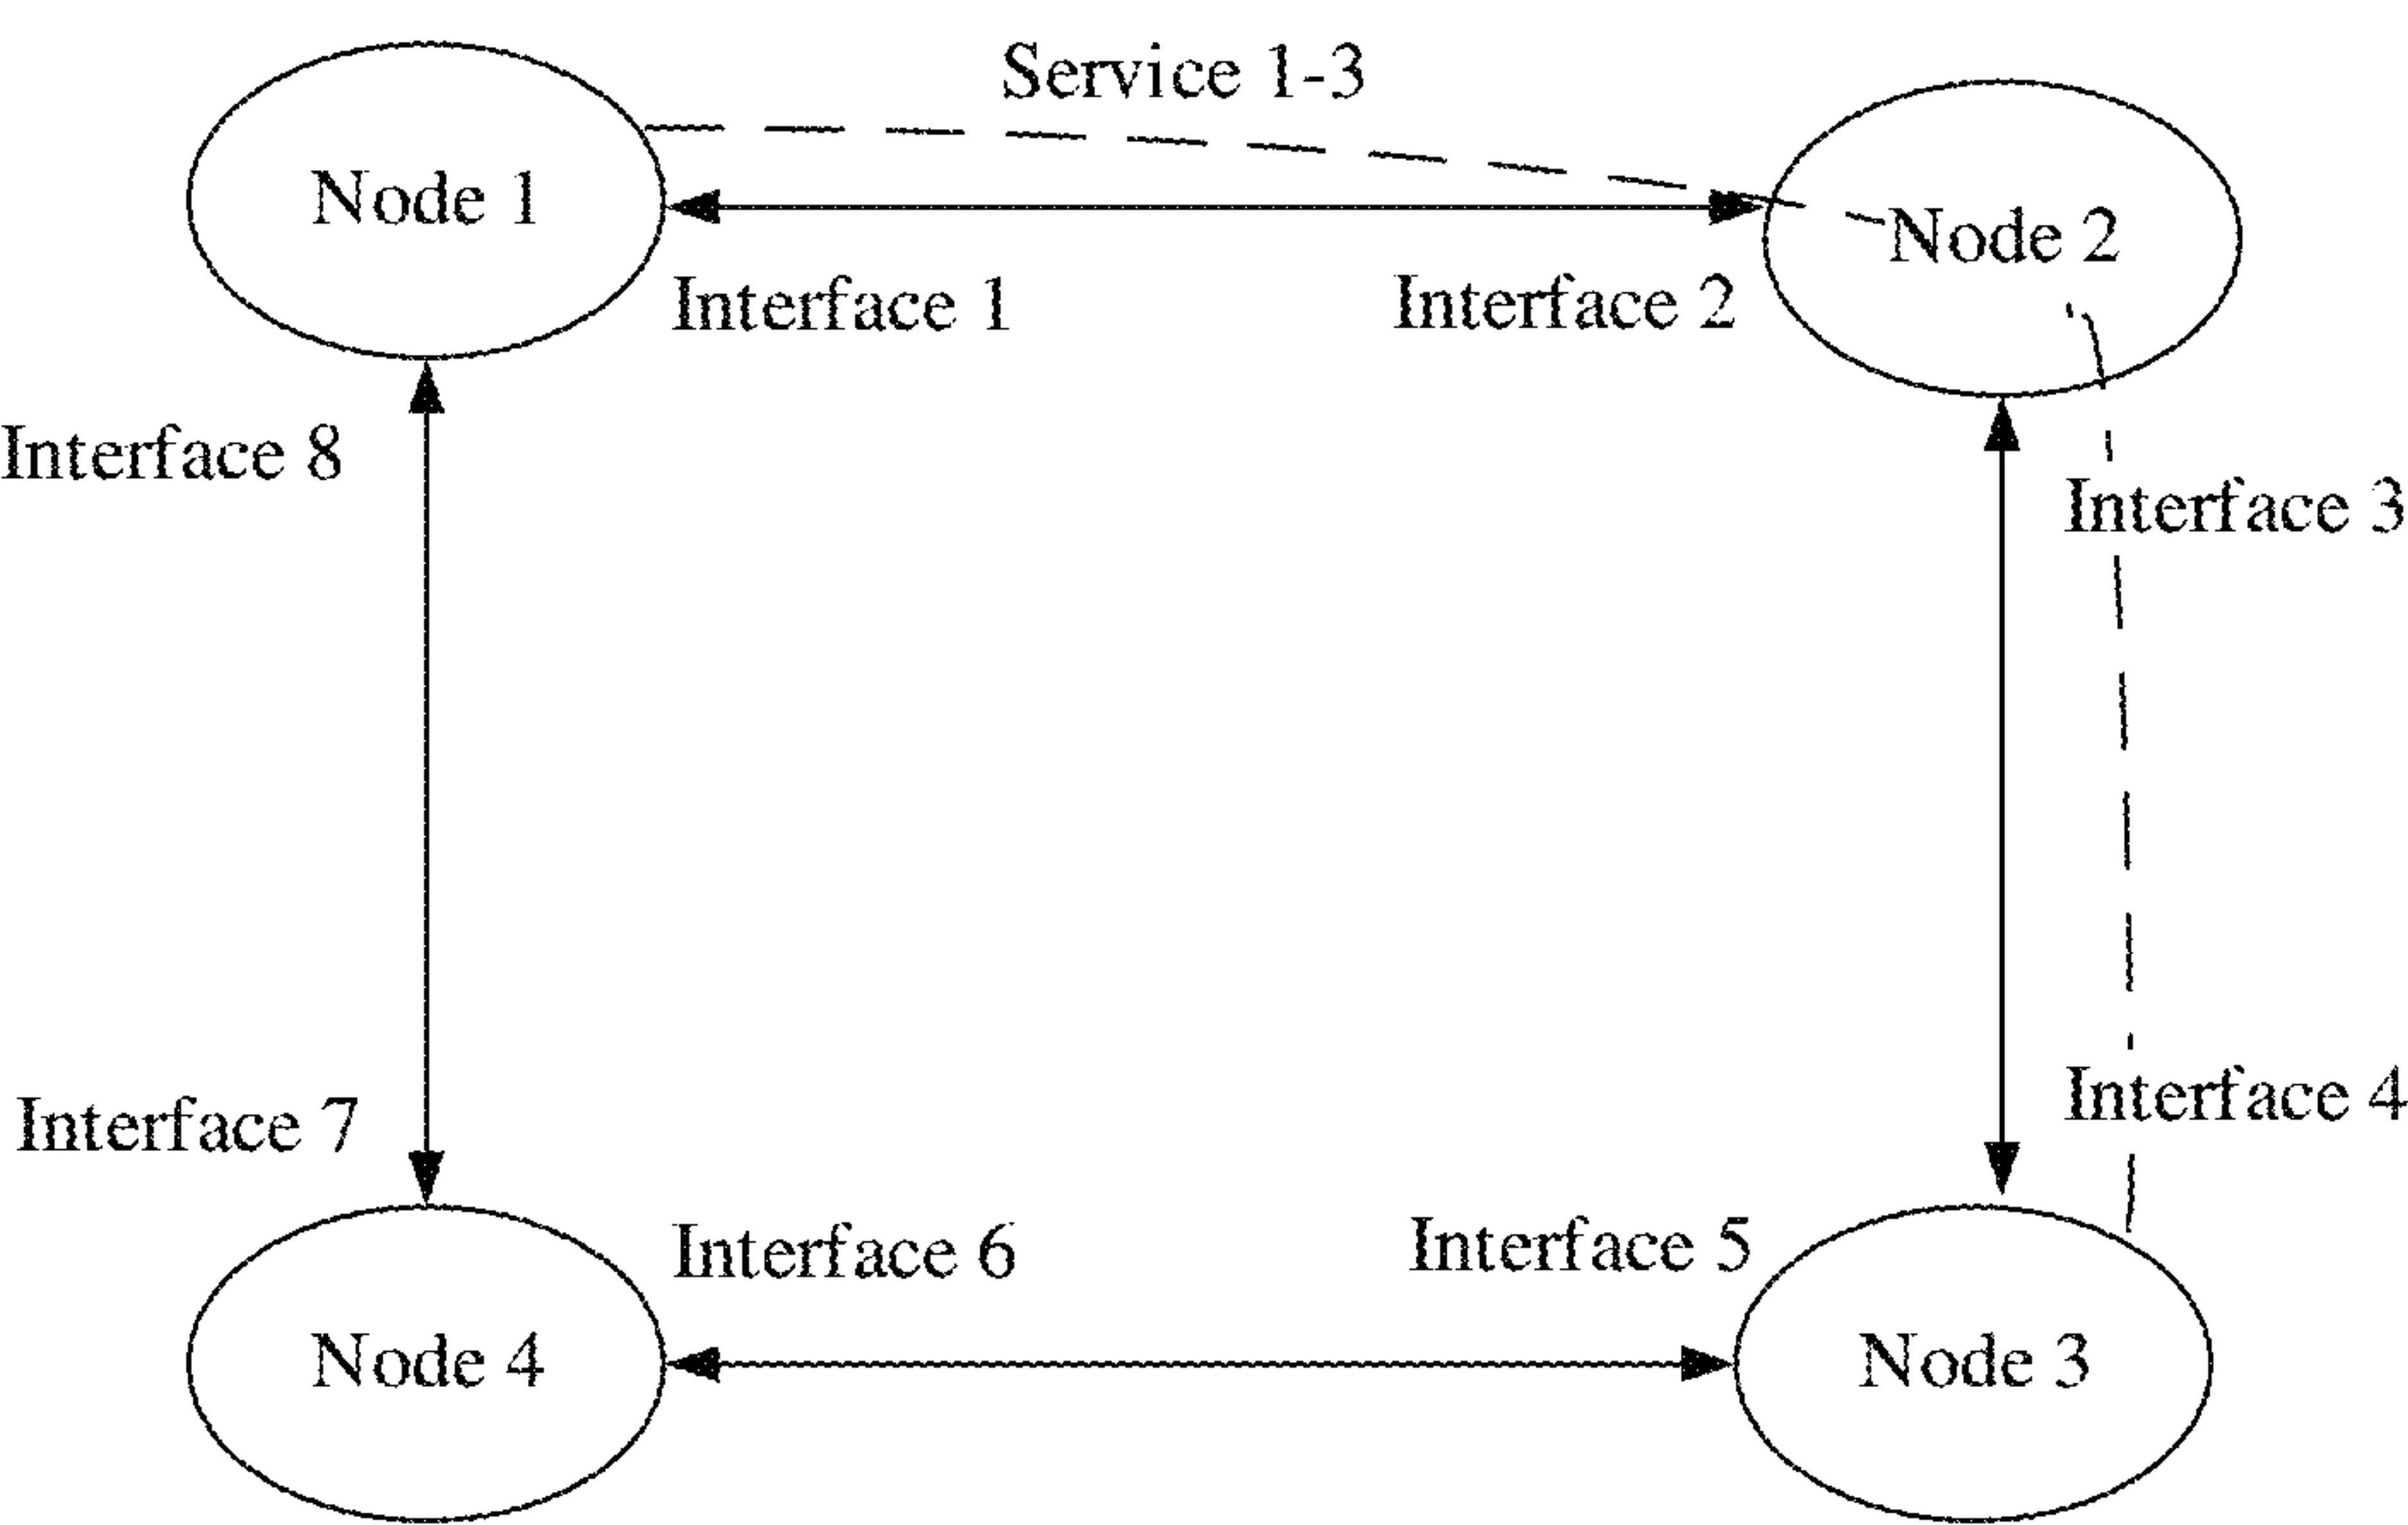 Service 1-3
Node 1
Node 2
Interface 1
Interface 2
Interface 8
Interface 3
Interface 7
Interface 4
Interface 6
Interface 5
Node 4
Node 3